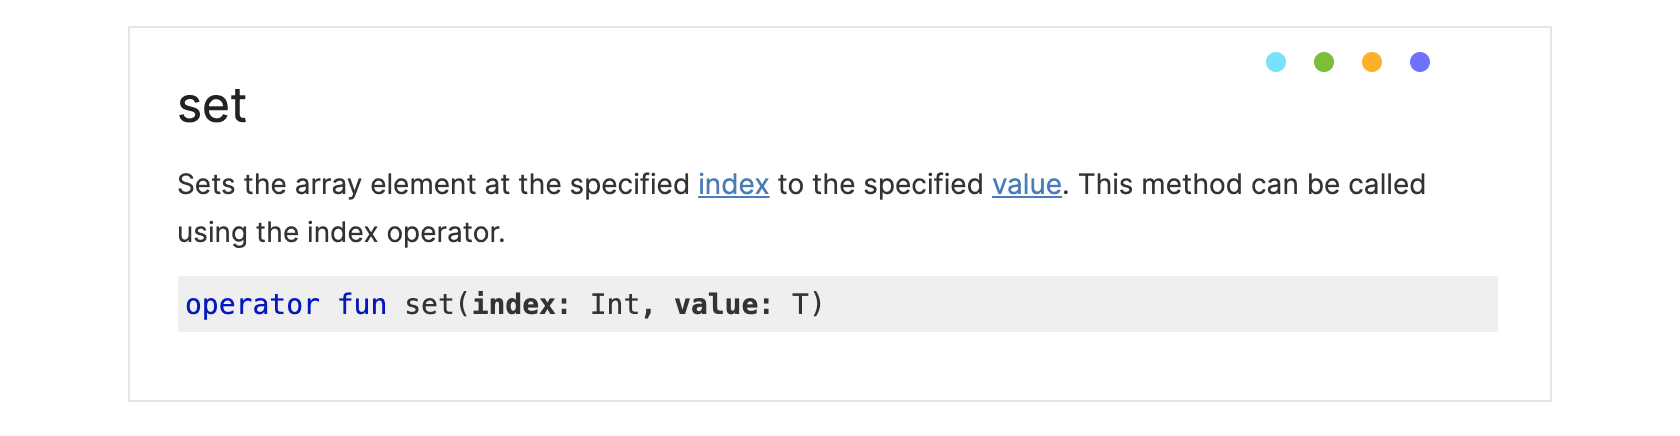 set
Sets the array element at the specified index to the specified value. This method can be called
using the index operator.
operator fun set(index: Int, value: T)